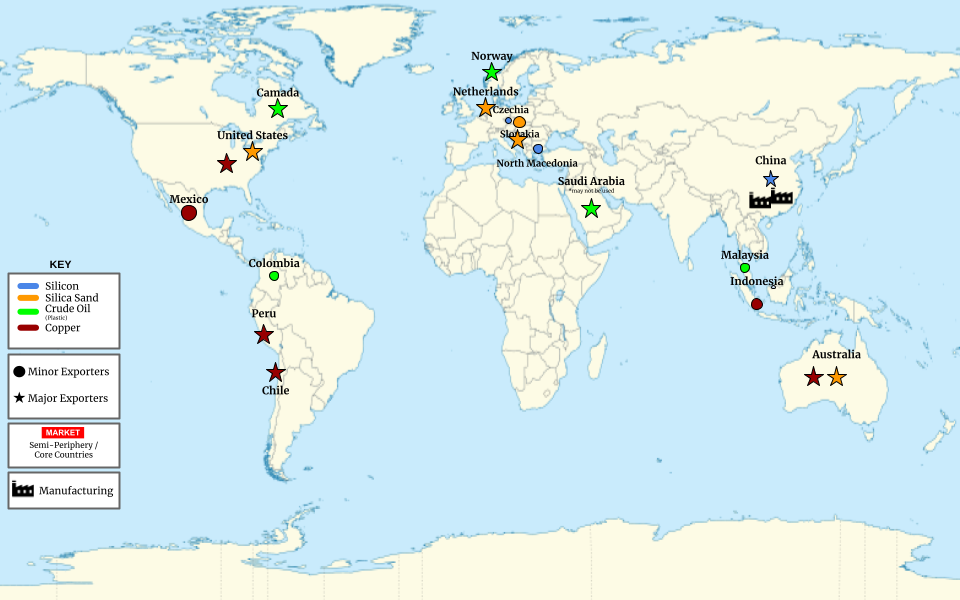 Norway
Netherlands
Camada
Czechia
United States
Slovakia
China
North Macedonia
Saudi Arabia
*may not be used
Mexico
Malaysia
Colombia
Indonesia
KEY
Silicon
Silica Sand
Crude Oil
(Plastic)
Copper
Peru
Australia
Minor Exporters
Chile
Major Exporters
MARKET
Semi-Periphery /
Core Countries
Manufacturing